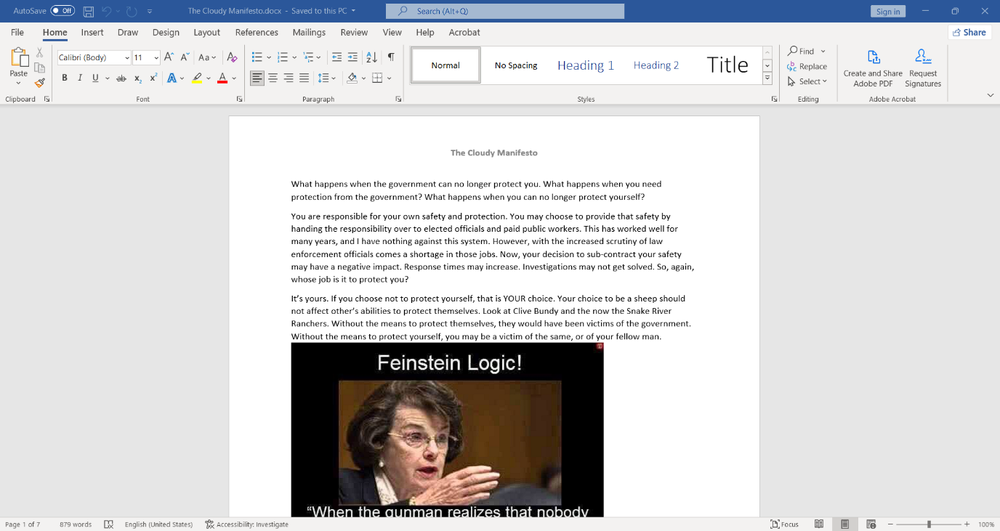 AutoSave Off The Cloudy Manifesto.docx - Saved to this PC Search (Alt+Q) Sign in
File Home Insert Draw Design Layout References Mailings Review View Help Acrobat Share
Paste
Calibri (Body) 11 A A Aa A
B I U ab x2 x2 A A
A Z ¶
Normal No Spacing Heading 1 Heading 2 Title
Find
Replace
Select
Create and Share
Adobe PDF
Request
Signatures
Clipboard Font Paragraph Styles Editing Adobe Acrobat
The Cloudy Manifesto
What happens when the government can no longer protect you. What happens when you need
protection from the government? What happens when you can no longer protect yourself?
You are responsible for your own safety and protection. You may choose to provide that safety by
handing the responsibility over to elected officials and paid public workers. This has worked well for
many years, and I have nothing against this system. However, with the increased scrutiny of law
enforcement officials comes a shortage in those jobs. Now, your decision to sub-contract your safety
may have a negative impact. Response times may increase. Investigations may not get solved. So, again,
whose job is it to protect you?
It’s yours. If you choose not to protect yourself, that is YOUR choice. Your choice to be a sheep should
not affect other’s abilities to protect themselves. Look at Clive Bundy and the now the Snake River
Ranchers. Without the means to protect themselves, they would have been victims of the government.
Without the means to protect yourself, you may be a victim of the same, or of your fellow man.
Feinstein Logic!
“When the gunman realizes that nobody
Page 1 of 7 879 words English (United States) Accessibility: Investigate Focus 100%